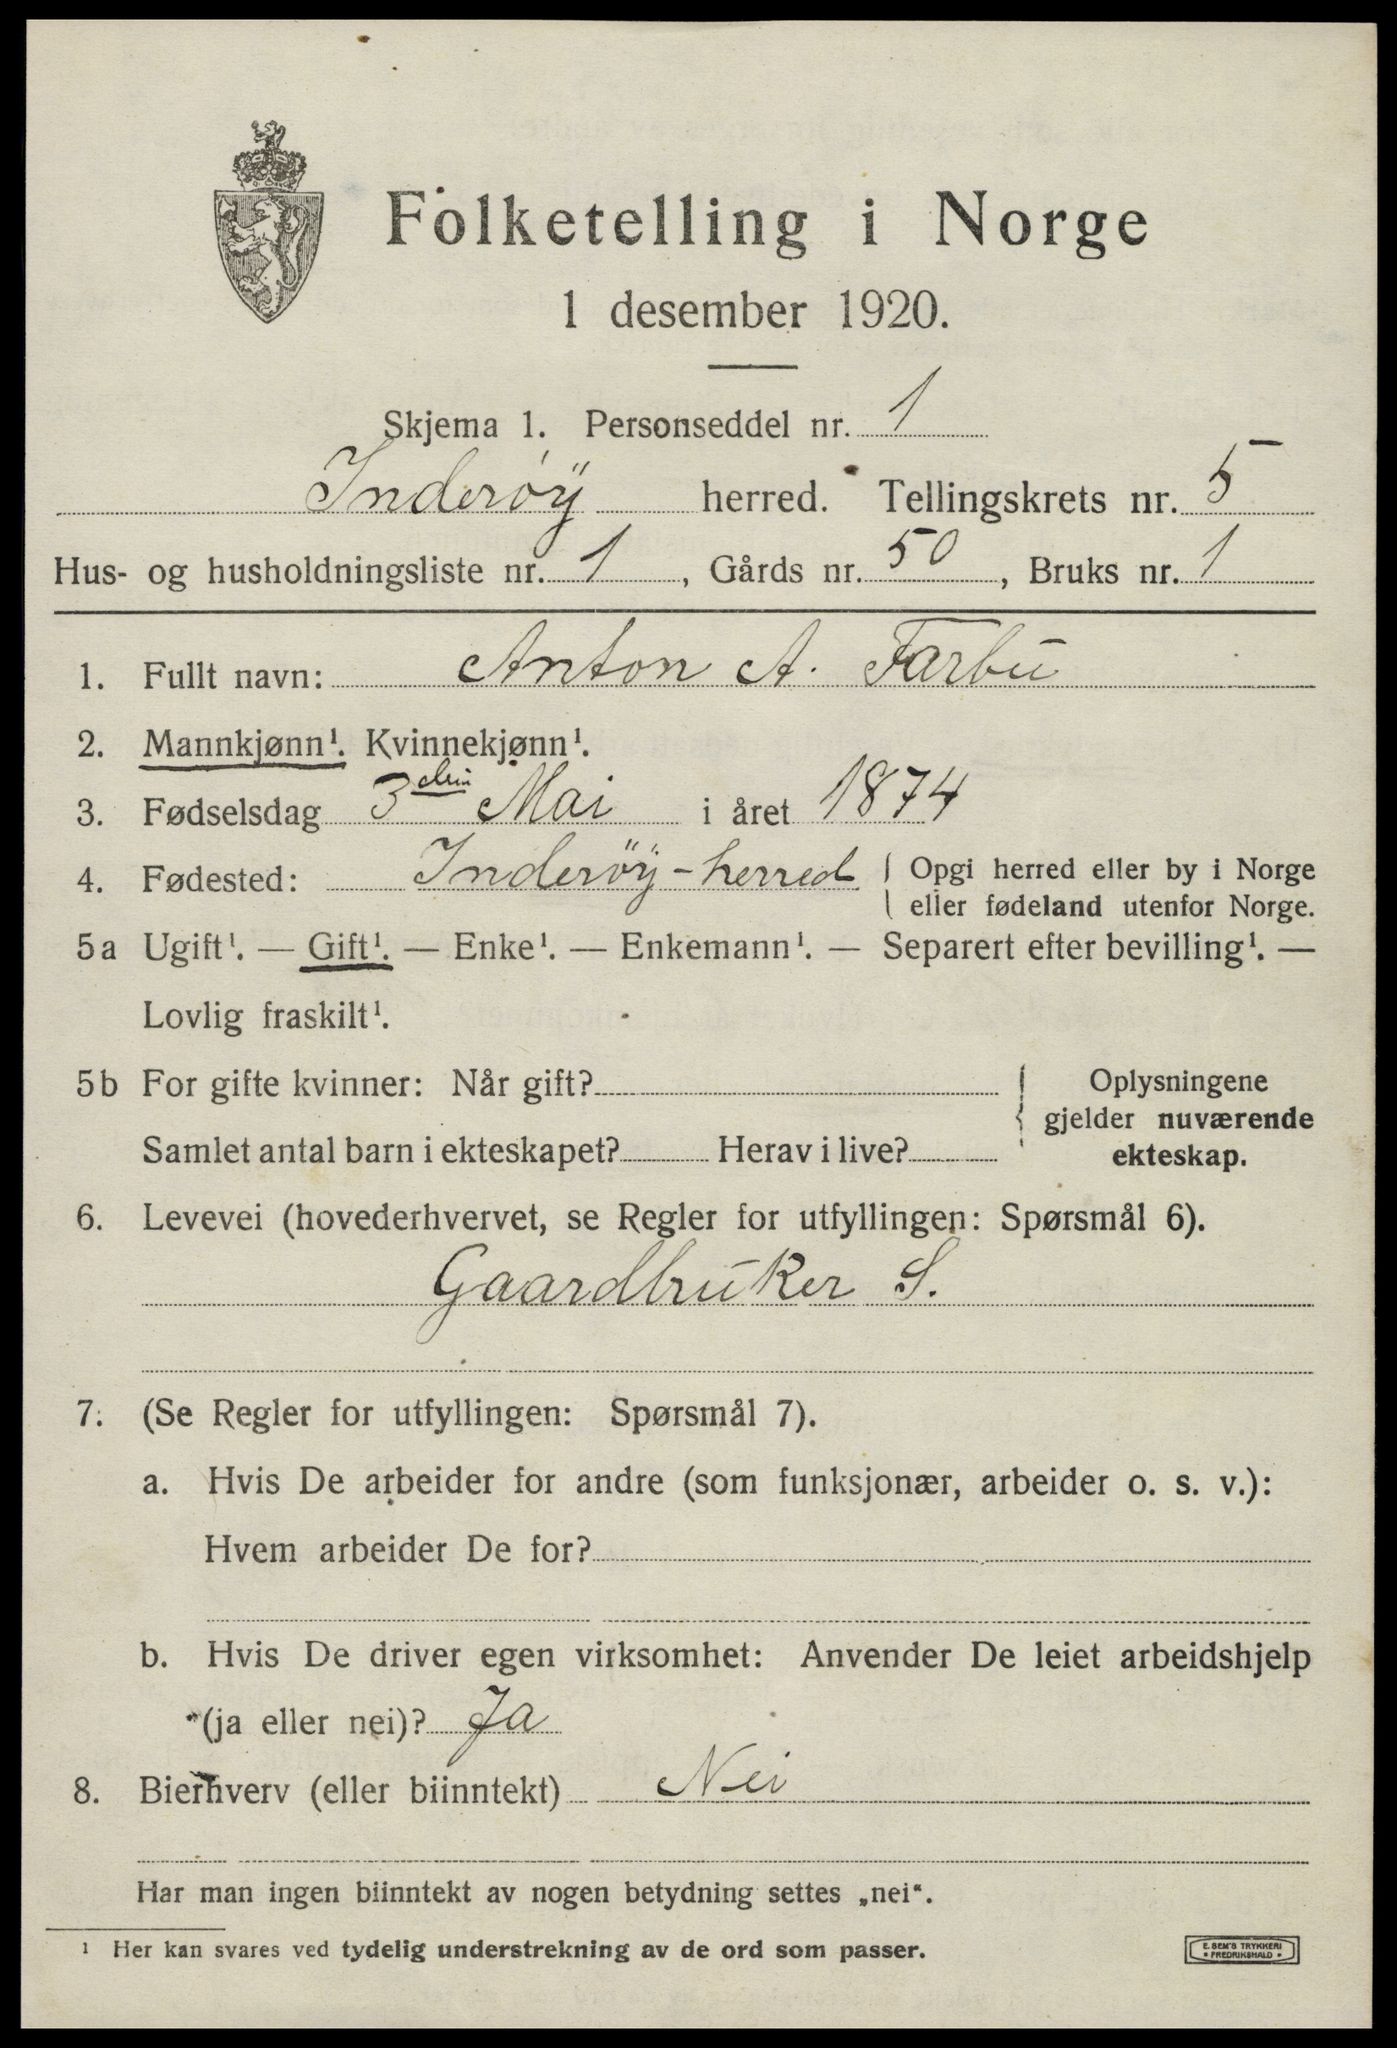 Folketelling i Norge
1 desember 1920.
Skjema 1. Personseddel nr. 1
Inderøy herred. Tellingskrets nr. 5
Hus- og husholdningsliste nr. 1, Gårds nr. 50, Bruks nr. 1
1. Fullt navn: Anton A. Farbu
2. Mannkjønn¹. Kvinnekjønn¹.
3. Fødselsdag 3den Mai i året 1874
4. Fødested: Inderøy-herred { Opgi herred eller by i Norge
eller fødeland utenfor Norge.
5a Ugift¹. — Gift¹. — Enke¹. — Enkemann¹. — Separert efter bevilling¹. —
Lovlig fraskilt¹.
5b For gifte kvinner: Når gift? { Oplysningene
gjelder nuværende
Samlet antal barn i ekteskapet? Herav i live? ekteskap.
6. Levevei (hovederhvervet, se Regler for utfyllingen: Spørsmål 6).
Gaardbruker S.
7. (Se Regler for utfyllingen: Spørsmål 7).
a. Hvis De arbeider for andre (som funksjonær, arbeider o. s. v.):
Hvem arbeider De for?
b. Hvis De driver egen virksomhet: Anvender De leiet arbeidshjelp
(ja eller nei)? Ja
8. Bierhverv (eller biinntekt) Nei
Har man ingen biinntekt av nogen betydning settes „nei“.
¹ Her kan svares ved tydelig understrekning av de ord som passer.
E. SEM'S TRYKKERI
• FREDRIKSHALD •